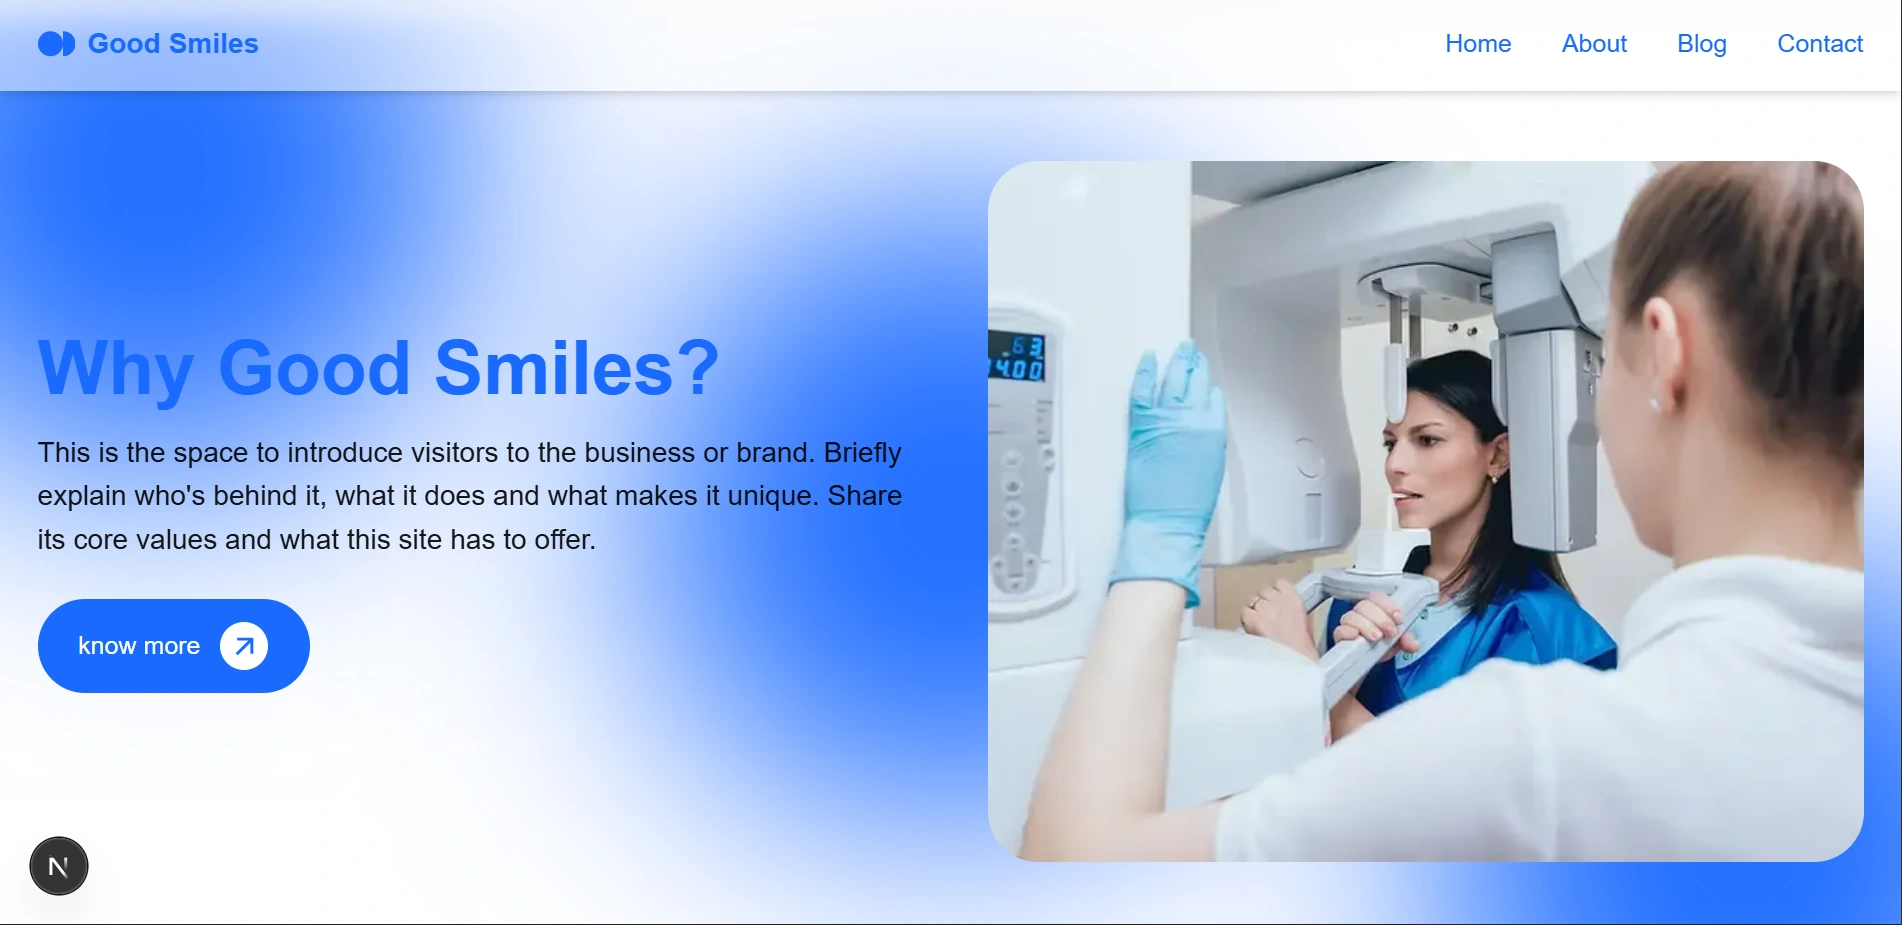 Good Smiles
Home
About
Blog
Contact
Why Good Smiles?
This is the space to introduce visitors to the business or brand. Briefly
explain who's behind it, what it does and what makes it unique. Share
its core values and what this site has to offer.
know more
63
14.00
N